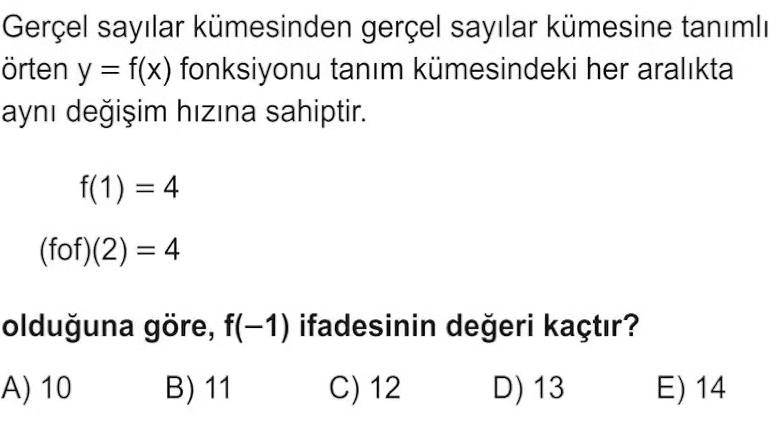 Gerçel sayılar kümesinden gerçel sayılar kümesine tanımlı
örten y = f(x) fonksiyonu tanım kümesindeki her aralıkta
aynı değişim hızına sahiptir.
f(1) = 4
(fof)(2) = 4
olduğuna göre, f(−1) ifadesinin değeri kaçtır?
A) 10 B) 11 C) 12 D) 13 E) 14